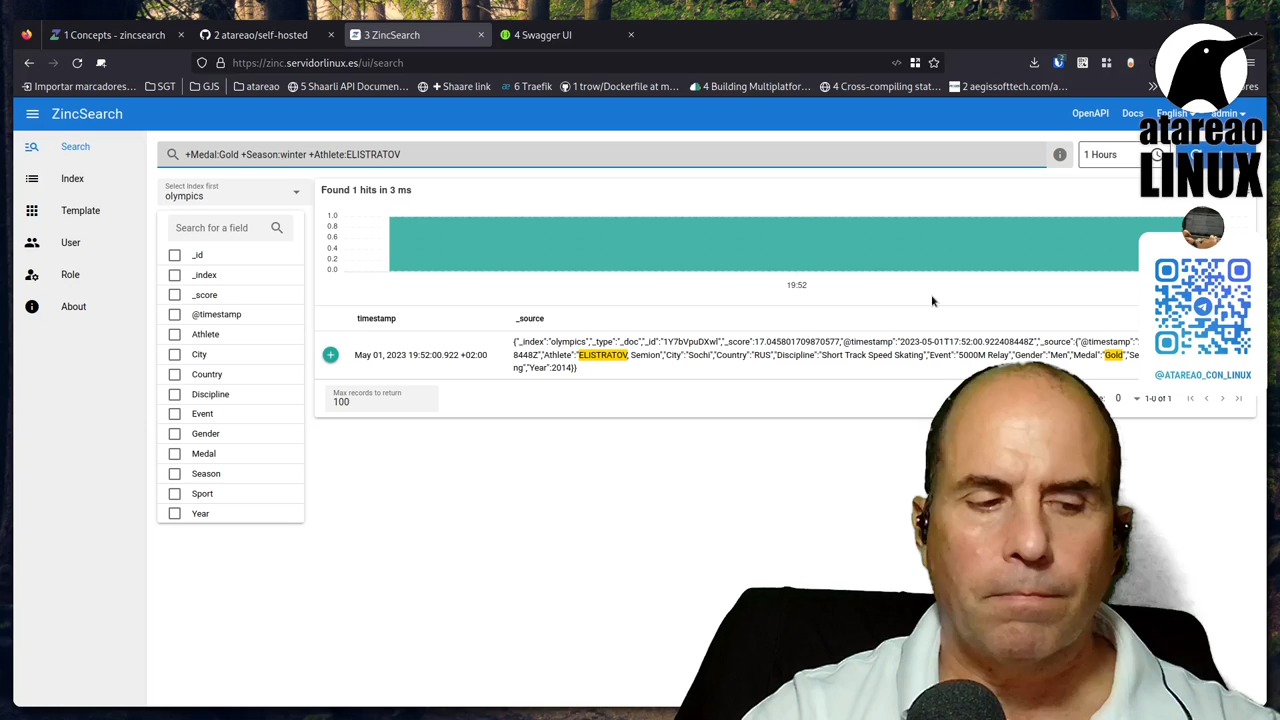 1 Concepts - zincsearch
2 atareao/self-hosted
3 ZincSearch
4 Swagger UI
https://zinc.servidorlinux.es/ui/search
Importar marcadores...
SGT
GJS
atareao
5 Shaarli API Documen...
Shaare link
6 Traefik
1 trow/Dockerfile at m...
4 Building Multiplatfor...
4 Cross-compiling stat...
2 aegissofttech.com/a...
ores
ZincSearch
OpenAPI
Docs
English
admin
atareao
LINUX
Search
Index
Template
User
Role
About
+Medal:Gold +Season:winter +Athlete:ELISTRATOV
1 Hours
Select Index first
olympics
Search for a field
_id
_index
_score
@timestamp
Athlete
City
Country
Discipline
Event
Gender
Medal
Season
Sport
Year
Found 1 hits in 3 ms
1.0
0.8
0.6
0.4
0.2
0.0
19:52
timestamp
_source
May 01, 2023 19:52:00.922 +02:00
{"_index":"olympics","_type":"_doc","_id":"1Y7bVpuDXwl","_score":17.045801709870577,"@timestamp":"2023-05-01T17:52:00.922408448Z","_source":{"@timestamp":"
8448Z","Athlete":"ELISTRATOV, Semion","City":"Sochi","Country":"RUS","Discipline":"Short Track Speed Skating","Event":"5000M Relay","Gender":"Men","Medal":"Gold","Se
ng","Year":2014}}
Max records to return
100
0
1-0 of 1
@ATAREAO_CON_LINUX